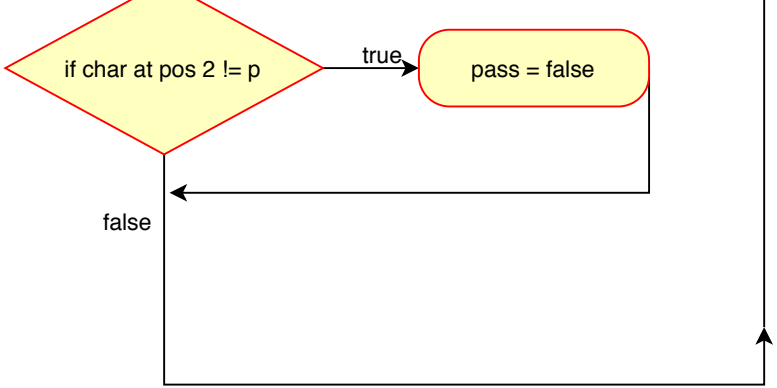 if char at pos 2 != p
true
pass = false
false